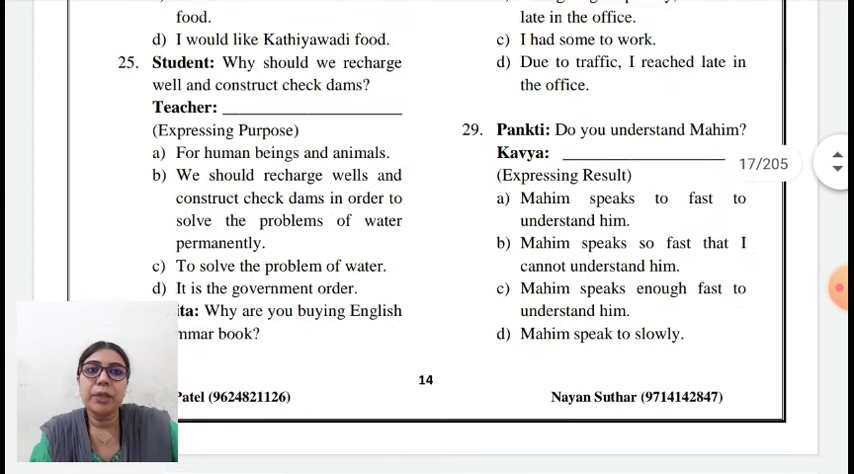 food.
d) I would like Kathiyawadi food.
25. Student: Why should we recharge
well and construct check dams?
Teacher: ____________________
(Expressing Purpose)
a) For human beings and animals.
b) We should recharge wells and
construct check dams in order to
solve the problems of water
permanently.
c) To solve the problem of water.
d) It is the government order.
ita: Why are you buying English
mmar book?
late in the office.
c) I had some to work.
d) Due to traffic, I reached late in
the office.
29. Pankti: Do you understand Mahim?
Kavya: ____________________
(Expressing Result)
a) Mahim speaks to fast to
understand him.
b) Mahim speaks so fast that I
cannot understand him.
c) Mahim speaks enough fast to
understand him.
d) Mahim speak to slowly.
17/205
14
Patel (9624821126)
Nayan Suthar (9714142847)